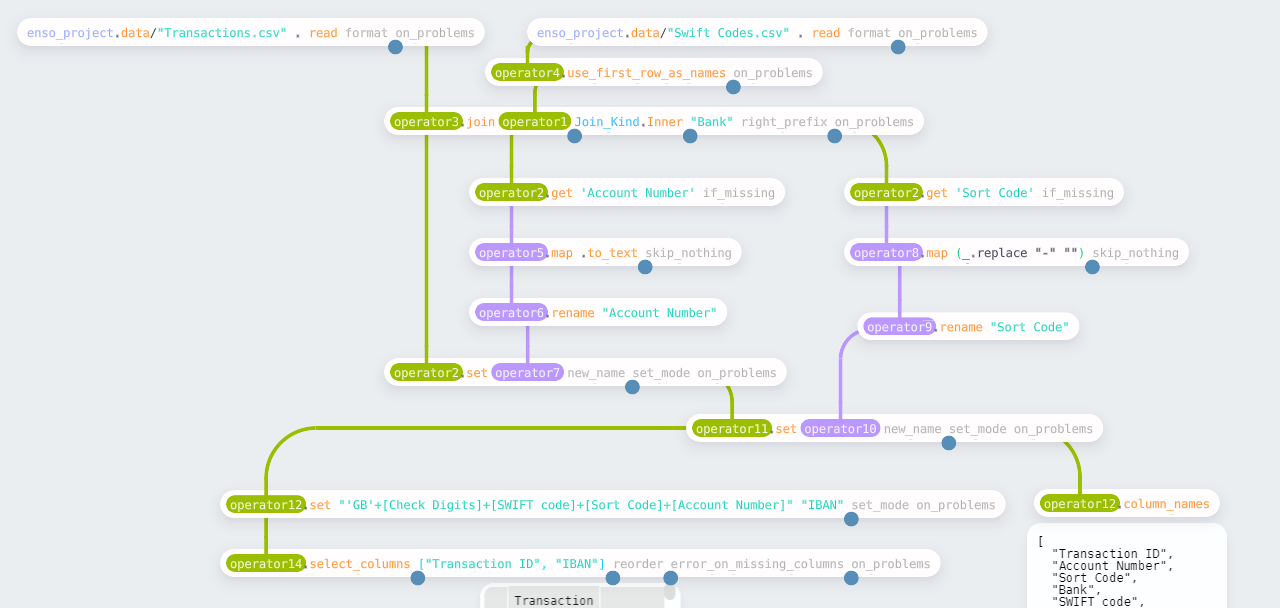 enso_project.data/"Transactions.csv" . read format on_problems
enso_project.data/"Swift Codes.csv" . read format on_problems
operator4.use_first_row_as_names on_problems
operator3.join operator1 Join_Kind.Inner "Bank" right_prefix on_problems
operator2.get 'Account Number' if_missing
operator2.get 'Sort Code' if_missing
operator5.map .to_text skip_nothing
operator8.map (_.replace "-" "") skip_nothing
operator6.rename "Account Number"
operator9.rename "Sort Code"
operator2.set operator7 new_name set_mode on_problems
operator11.set operator10 new_name set_mode on_problems
operator12.set "'GB'+[Check Digits]+[SWIFT code]+[Sort Code]+[Account Number]" "IBAN" set_mode on_problems
operator12.column_names
[
"Transaction ID",
"Account Number",
"Sort Code",
"Bank",
"SWIFT code",
operator14.select_columns ["Transaction ID", "IBAN"] reorder error_on_missing_columns on_problems
Transaction